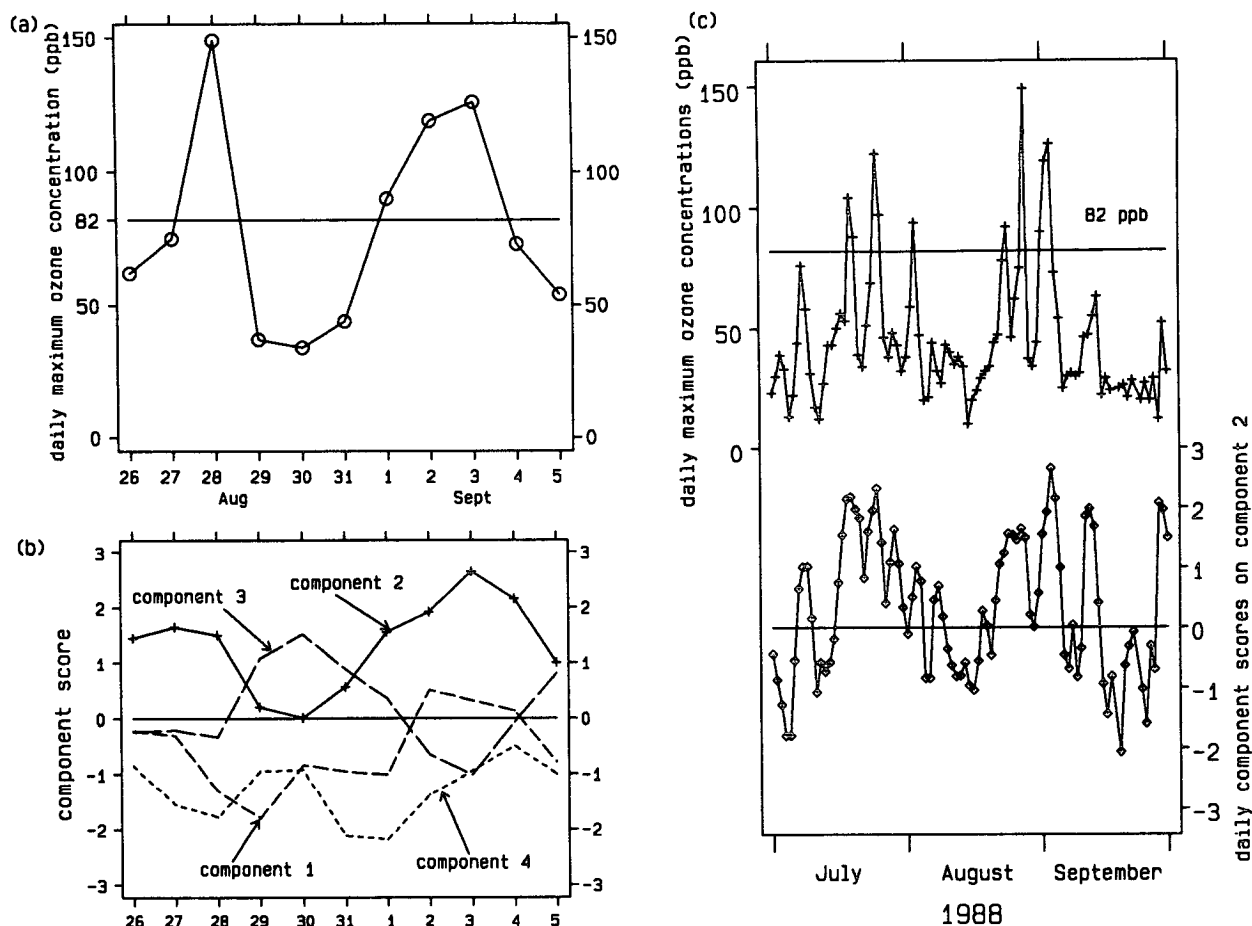 (a)
daily maximum ozone concentration (ppb)
150
100
82
50
0
150
100
50
0
26 27 28 29 30 31 1 2 3 4 5
Aug Sept
(b)
component score
3
2
1
0
-1
-2
-3
3
2
1
0
-1
-2
-3
component 3
component 2
component 1
component 4
26 27 28 29 30 31 1 2 3 4 5
(c)
daily maximum ozone concentrations (ppb)
150
100
50
0
82 ppb
daily component scores on component 2
3
2
1
0
-1
-2
-3
July August September
1988